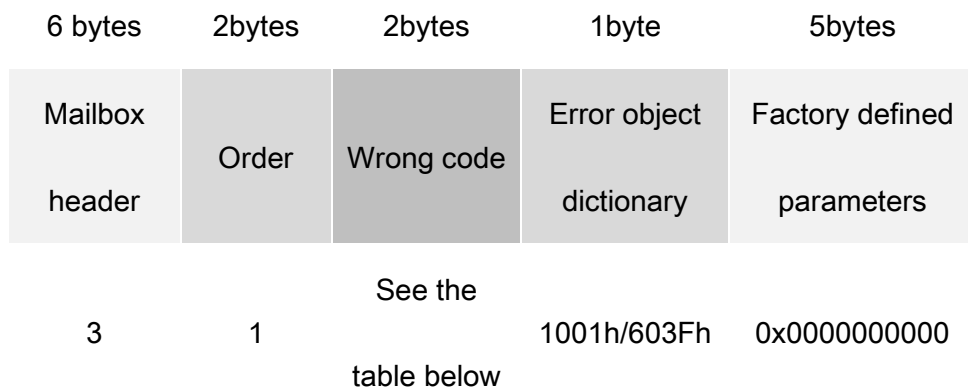 6 bytes 2bytes 2bytes 1byte 5bytes
Mailbox header Order Wrong code Error object dictionary Factory defined parameters
3 1 See the table below 1001h/603Fh 0x0000000000